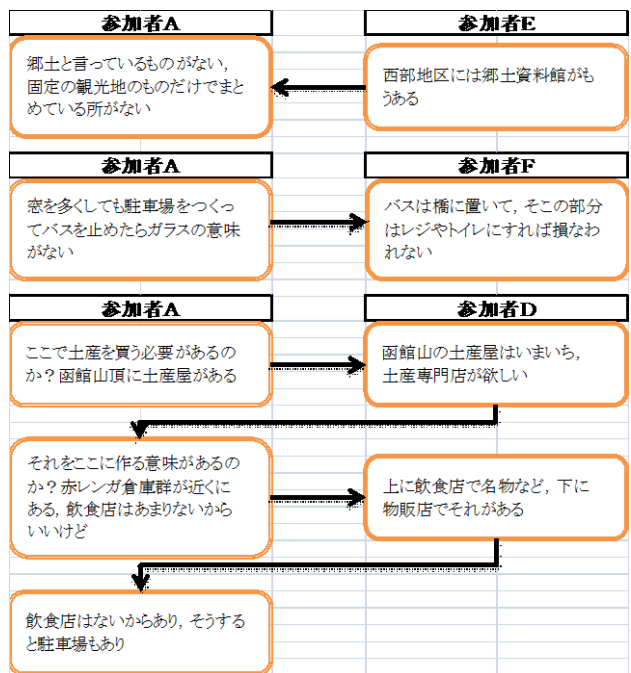 参加者A
参加者E
郷土と言っているものがない,
固定の観光地のものだけでまと
めている所がない
西部地区には郷土資料館がも
うある
参加者A
参加者F
窓を多くしても駐車場をつくっ
てバスを止めたらガラスの意味
がない
バスは橋に置いて, そこの部分
はレジやトイレにすれば損なわ
れない
参加者A
参加者D
ここで土産を買う必要があるの
か？函館山頂に土産屋がある
函館山の土産屋はいまいち,
土産専門店が欲しい
それをここに作る意味があるの
か？赤レンガ倉庫群が近くに
ある, 飲食店はあまりないから
いいけど
上に飲食店で名物など, 下に
物販店でそれがある
飲食店はないからあり, そうする
と駐車場もあり